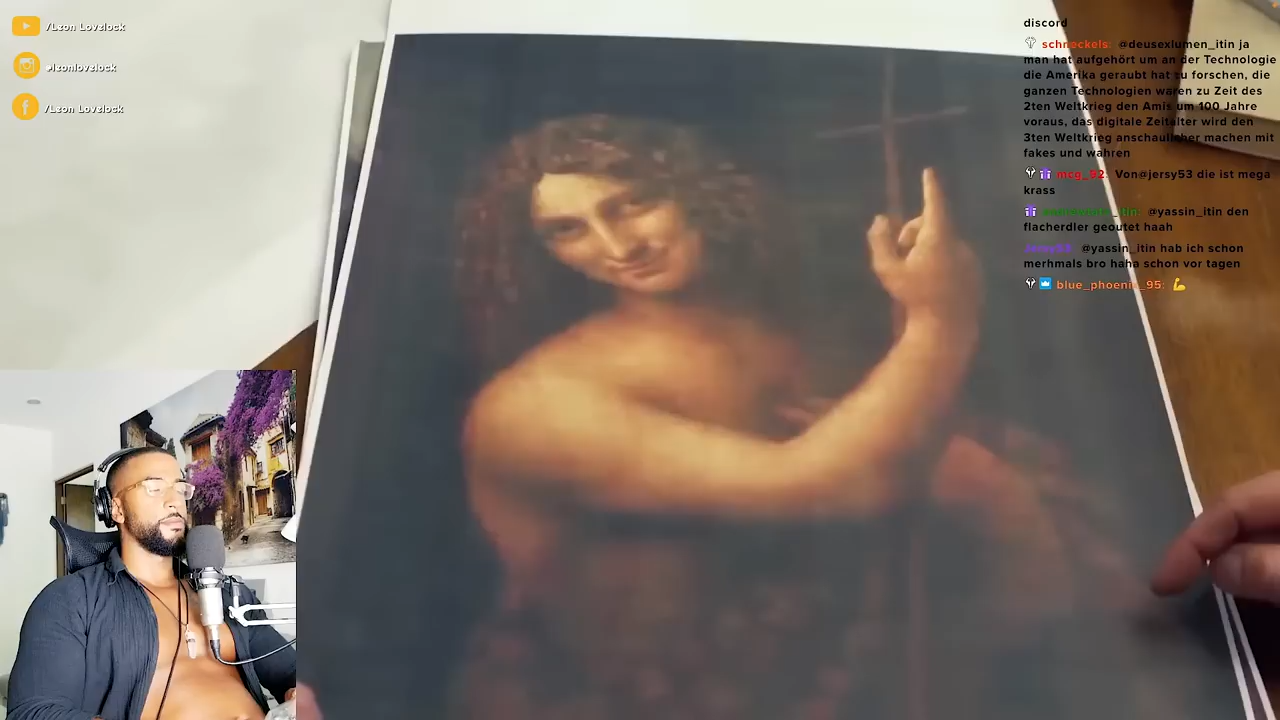 /Leon Lovelock
@leonlovelock
/Leon Lovelock
discord
schneckels: @deusexlumen_itin ja
man hat aufgehört um an der Technologie
die Amerika geraubt hat zu forschen, die
ganzen Technologien waren zu Zeit des
2ten Weltkrieg den Amis um 100 Jahre
voraus, das digitale Zeitalter wird den
3ten Weltkrieg anschaulicher machen mit
fakes und wahren
mcg_92: Von@jersy53 die ist mega
krass
@yassin_itin den
flacherdler geoutet haah
Jersy53: @yassin_itin hab ich schon
merhmals bro haha schon vor tagen
blue_phoenix_95: 💪